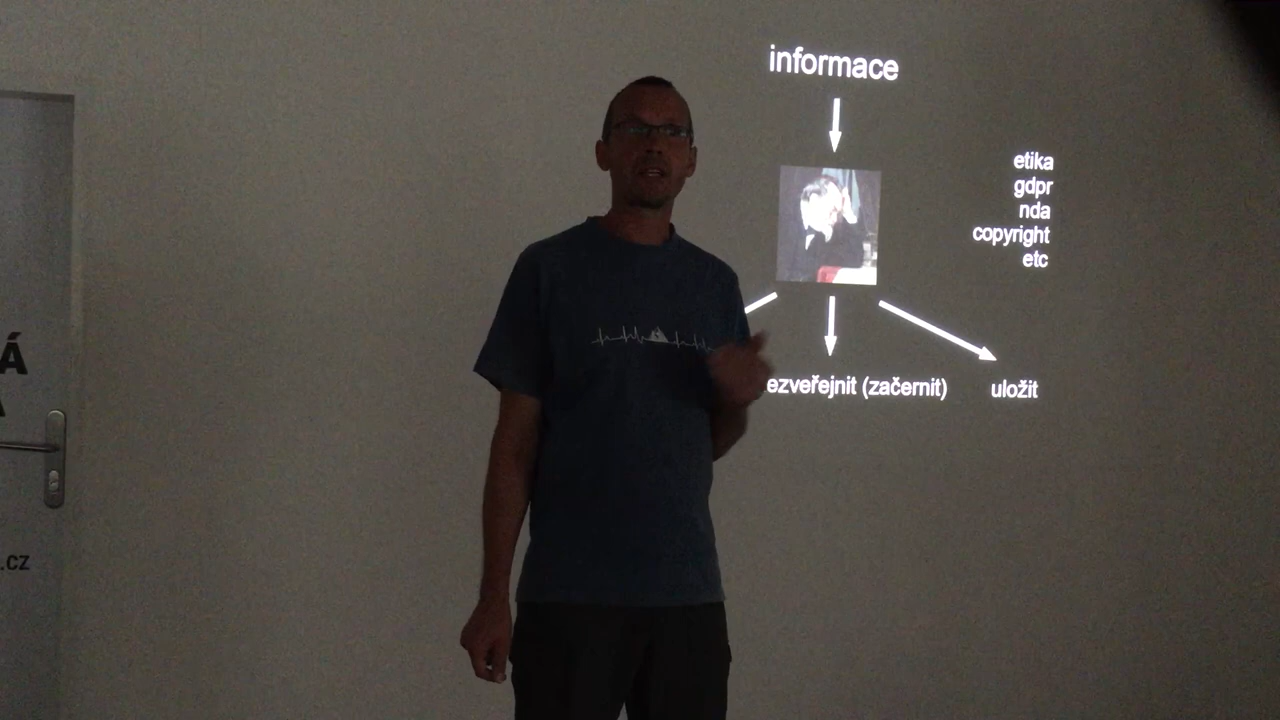 informace
etika
gdpr
nda
copyright
etc
ezveřejnit (začernit)
uložit
Á
.cz